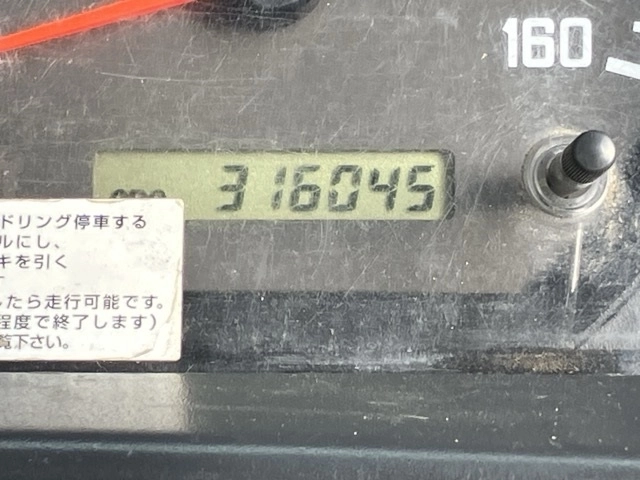 160
ODO 316045
ドリング停車する
ルにし、
キを引く
したら走行可能です。
程度で終了します)
覧下さい。